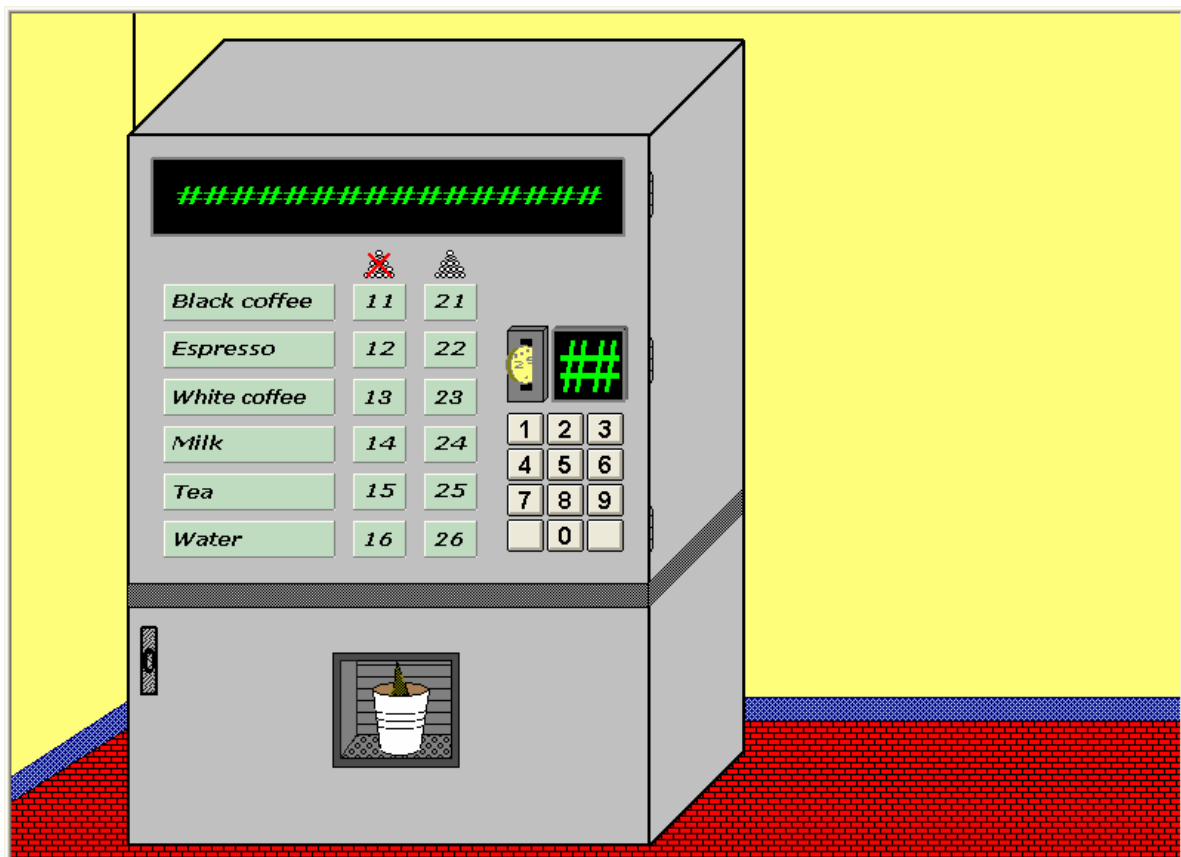 ################
Black coffee 11 21
Espresso 12 22
##
White coffee 13 23
1 2 3
Milk 14 24
4 5 6
Tea 15 25
7 8 9
Water 16 26
0